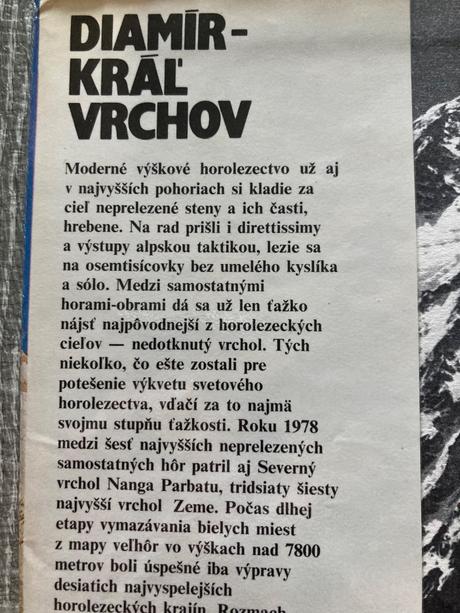 DIAMÍR-
KRÁĽ
VRCHOV
Moderné výškové horolezectvo už aj
v najvyšších pohoriach si kladie za
cieľ neprelezené steny a ich časti,
hrebene. Na rad prišli i direttissimy
a výstupy alpskou taktikou, lezie sa
na osemtisícovky bez umelého kyslíka
a sólo. Medzi samostatnými
horami-obrami dá sa už len ťažko
nájsť najpôvodnejší z horolezeckých
cieľov — nedotknutý vrchol. Tých
niekoľko, čo ešte zostali pre
potešenie výkvetu svetového
horolezectva, vďačí za to najmä
svojmu stupňu ťažkosti. Roku 1978
medzi šesť najvyšších neprelezených
samostatných hôr patril aj Severný
vrchol Nanga Parbatu, tridsiaty šiesty
najvyšší vrchol Zeme. Počas dlhej
etapy vymazávania bielych miest
z mapy veľhôr vo výškach nad 7800
metrov boli úspešné iba výpravy
desiatich najvyspelejších
horolezeckých krajín. Rozmach